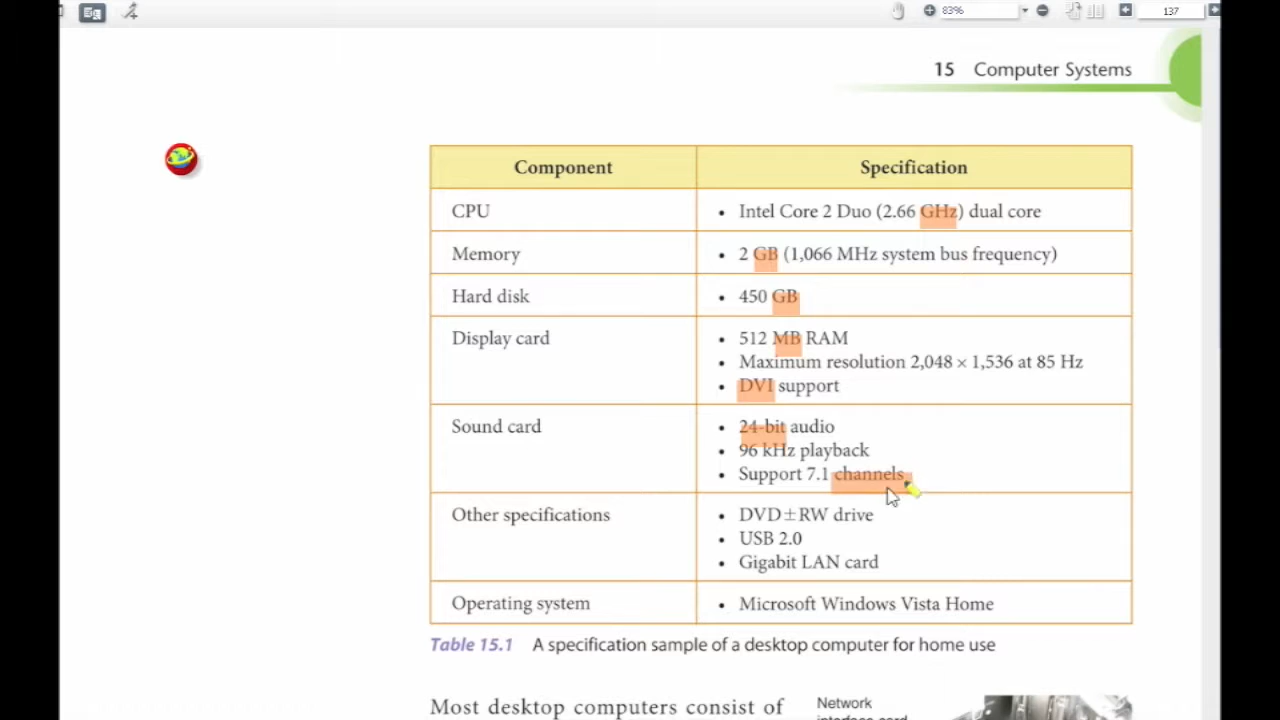 83%
137
15 Computer Systems
Component Specification
CPU • Intel Core 2 Duo (2.66 GHz) dual core
Memory • 2 GB (1,066 MHz system bus frequency)
Hard disk • 450 GB
Display card • 512 MB RAM
• Maximum resolution 2,048 × 1,536 at 85 Hz
• DVI support
Sound card • 24-bit audio
• 96 kHz playback
• Support 7.1 channels
Other specifications • DVD±RW drive
• USB 2.0
• Gigabit LAN card
Operating system • Microsoft Windows Vista Home
Table 15.1 A specification sample of a desktop computer for home use
Most desktop computers consist of
Network
interface card